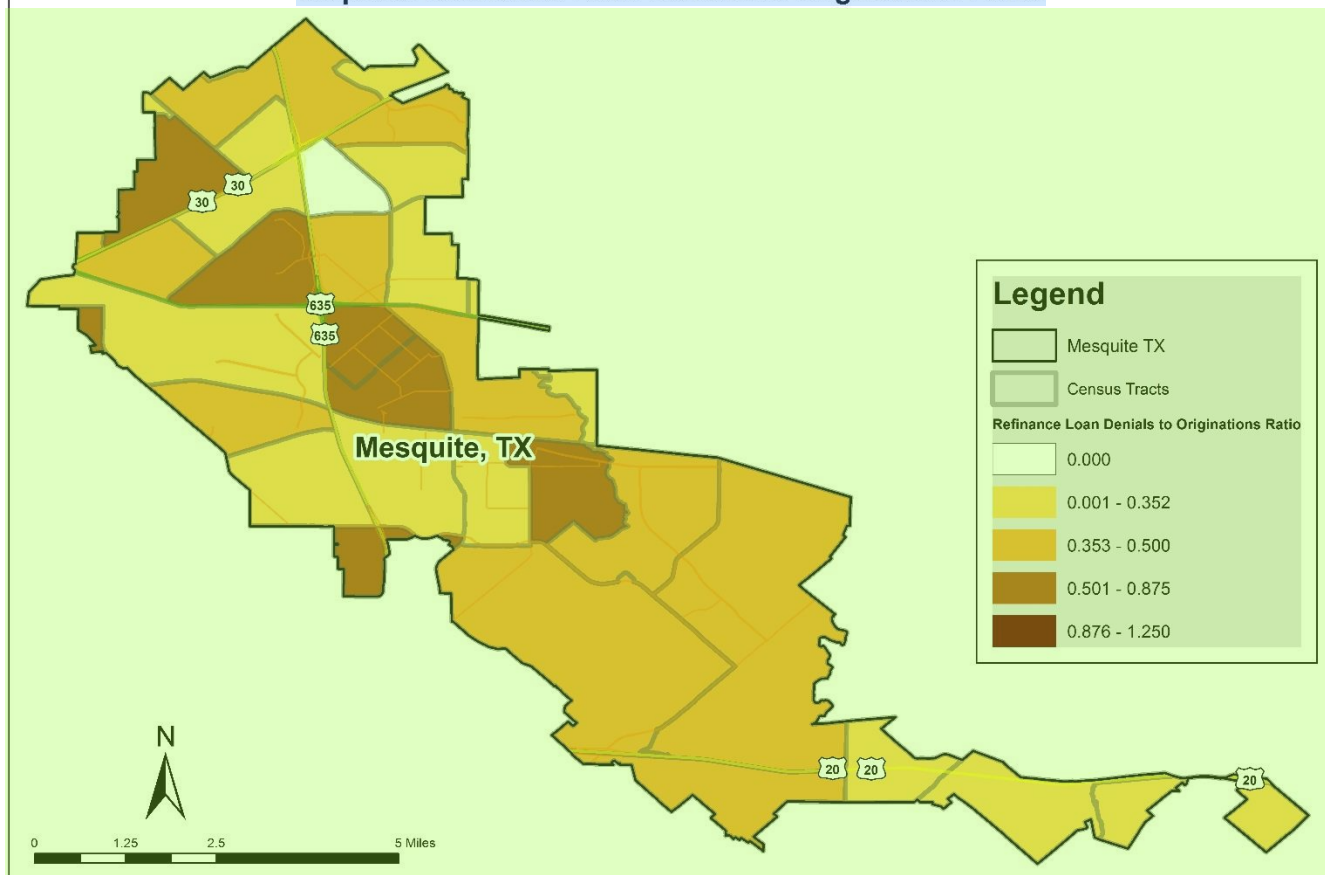 30
30
635
635
Mesquite, TX
Legend
Mesquite TX
Census Tracts
Refinance Loan Denials to Originations Ratio
0.000
0.001 - 0.352
0.353 - 0.500
0.501 - 0.875
0.876 - 1.250
20
20
20
N
0 1.25 2.5 5 Miles